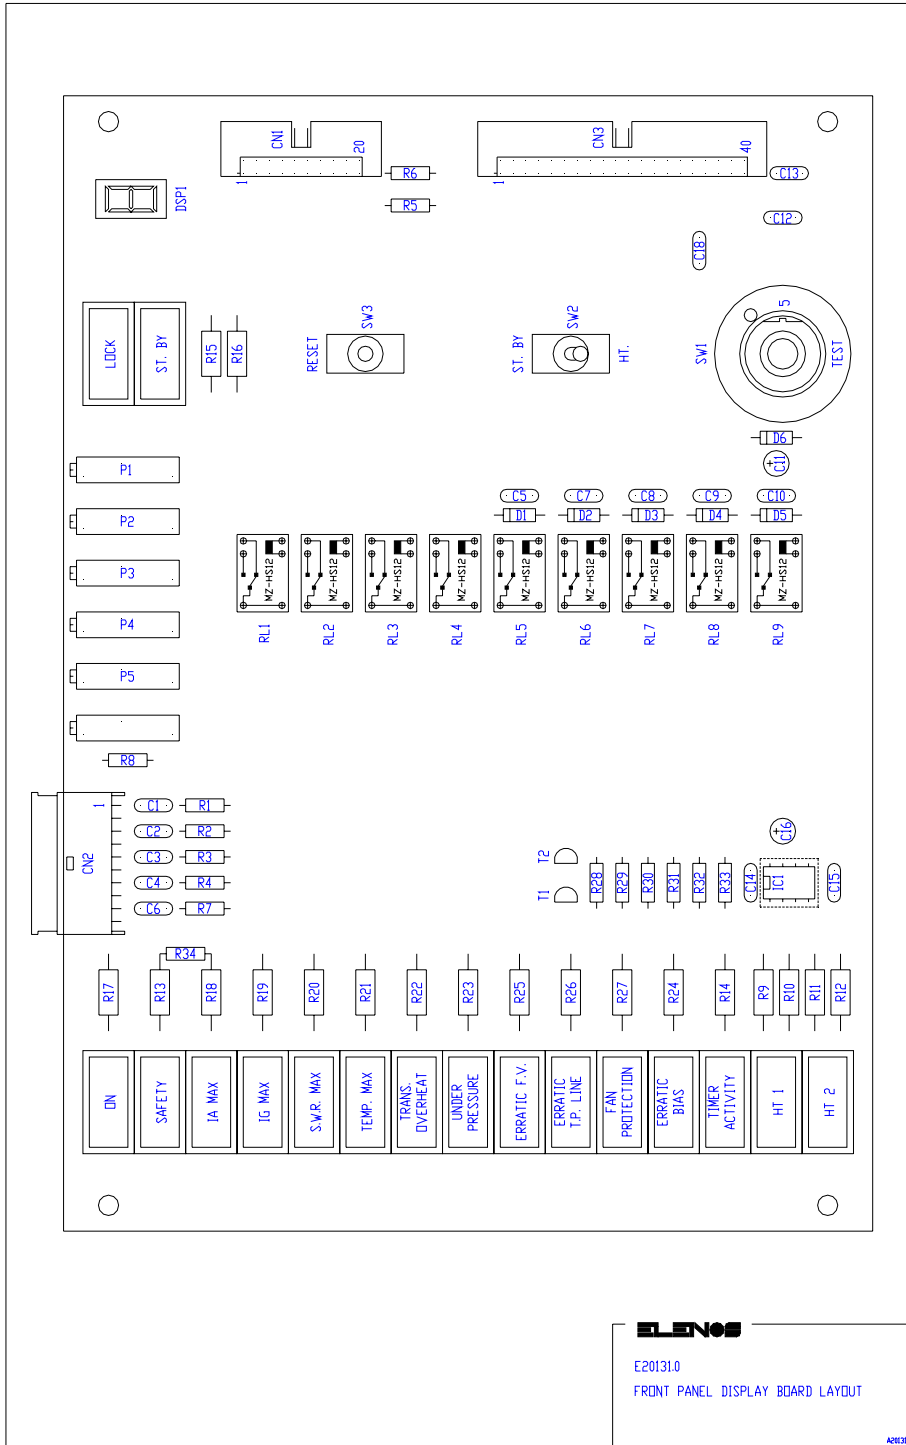 CN1
20
1
CN3
40
1
R6
R5
C13
C12
C18
DSP1
LOCK
ST. BY
R15
R16
RESET
SW3
ST. BY
SW2
HT.
SW1
5
TEST
D6
+
C11
P1
P2
P3
P4
P5
C5
C7
C8
C9
C10
D1
D2
D3
D4
D5
MZ-HS12
MZ-HS12
MZ-HS12
MZ-HS12
MZ-HS12
MZ-HS12
MZ-HS12
MZ-HS12
MZ-HS12
RL1
RL2
RL3
RL4
RL5
RL6
RL7
RL8
RL9
R8
1
CN2
C1
R1
C2
R2
C3
R3
C4
R4
C6
R7
T2
T1
R28
R29
R30
R31
R32
R33
C14
IC1
C15
+
C16
R34
R17
R13
R18
R19
R20
R21
R22
R23
R25
R26
R27
R24
R14
R9
R10
R11
R12
ON
SAFETY
IA MAX
IG MAX
S.W.R. MAX
TEMP. MAX
TRANS.
OVERHEAT
UNDER
PRESSURE
ERRATIC F.V.
ERRATIC
T.P. LINE
FAN
PROTECTION
ERRATIC
BIAS
TIMER
ACTIVITY
HT 1
HT 2
ELENOS
E20131.0
FRONT PANEL DISPLAY BOARD LAYOUT